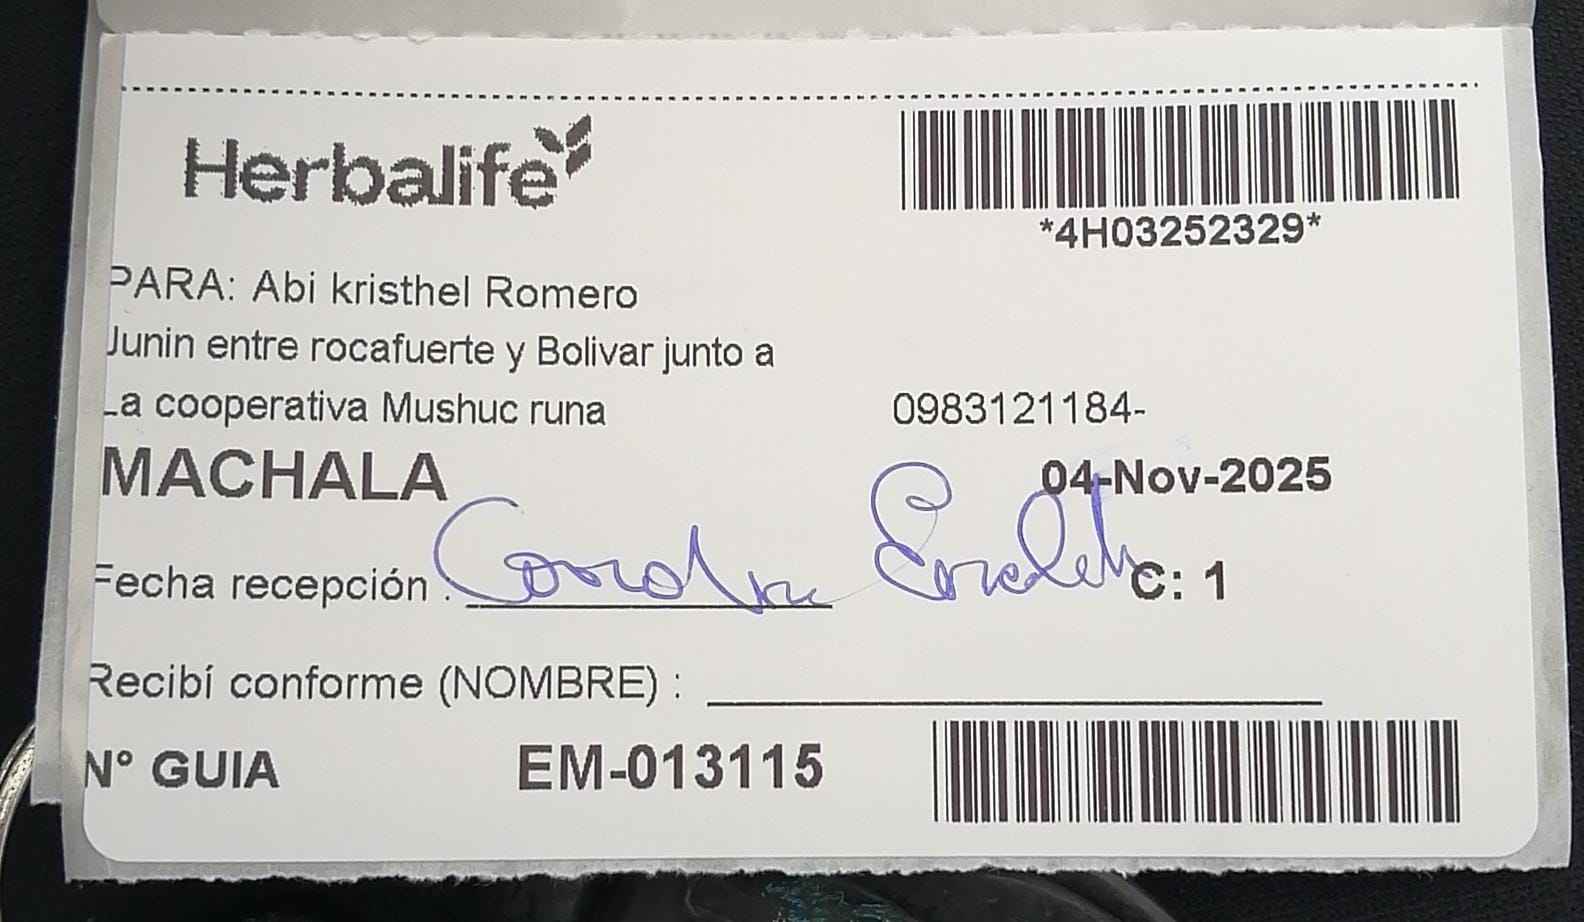 Herbalife
*4H03252329*
PARA: Abi kristhel Romero
Junin entre rocafuerte y Bolivar junto a
La cooperativa Mushuc runa 0983121184-
MACHALA 04-Nov-2025
Fecha recepción : C: 1
Recibí conforme (NOMBRE) :
N° GUIA EM-013115